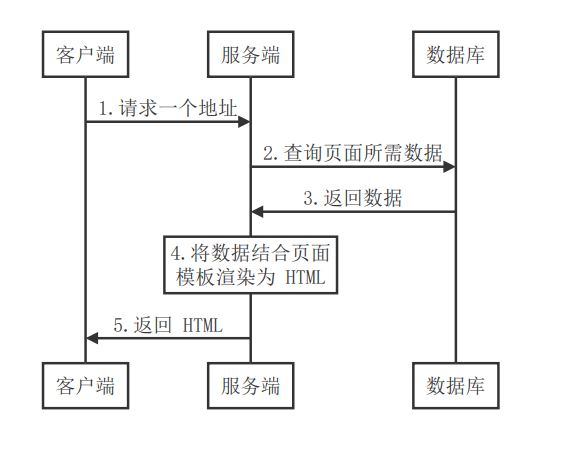 客户端
服务端
数据库
1.请求一个地址
2.查询页面所需数据
3.返回数据
4.将数据结合页面
模板渲染为 HTML
5.返回 HTML
客户端
服务端
数据库